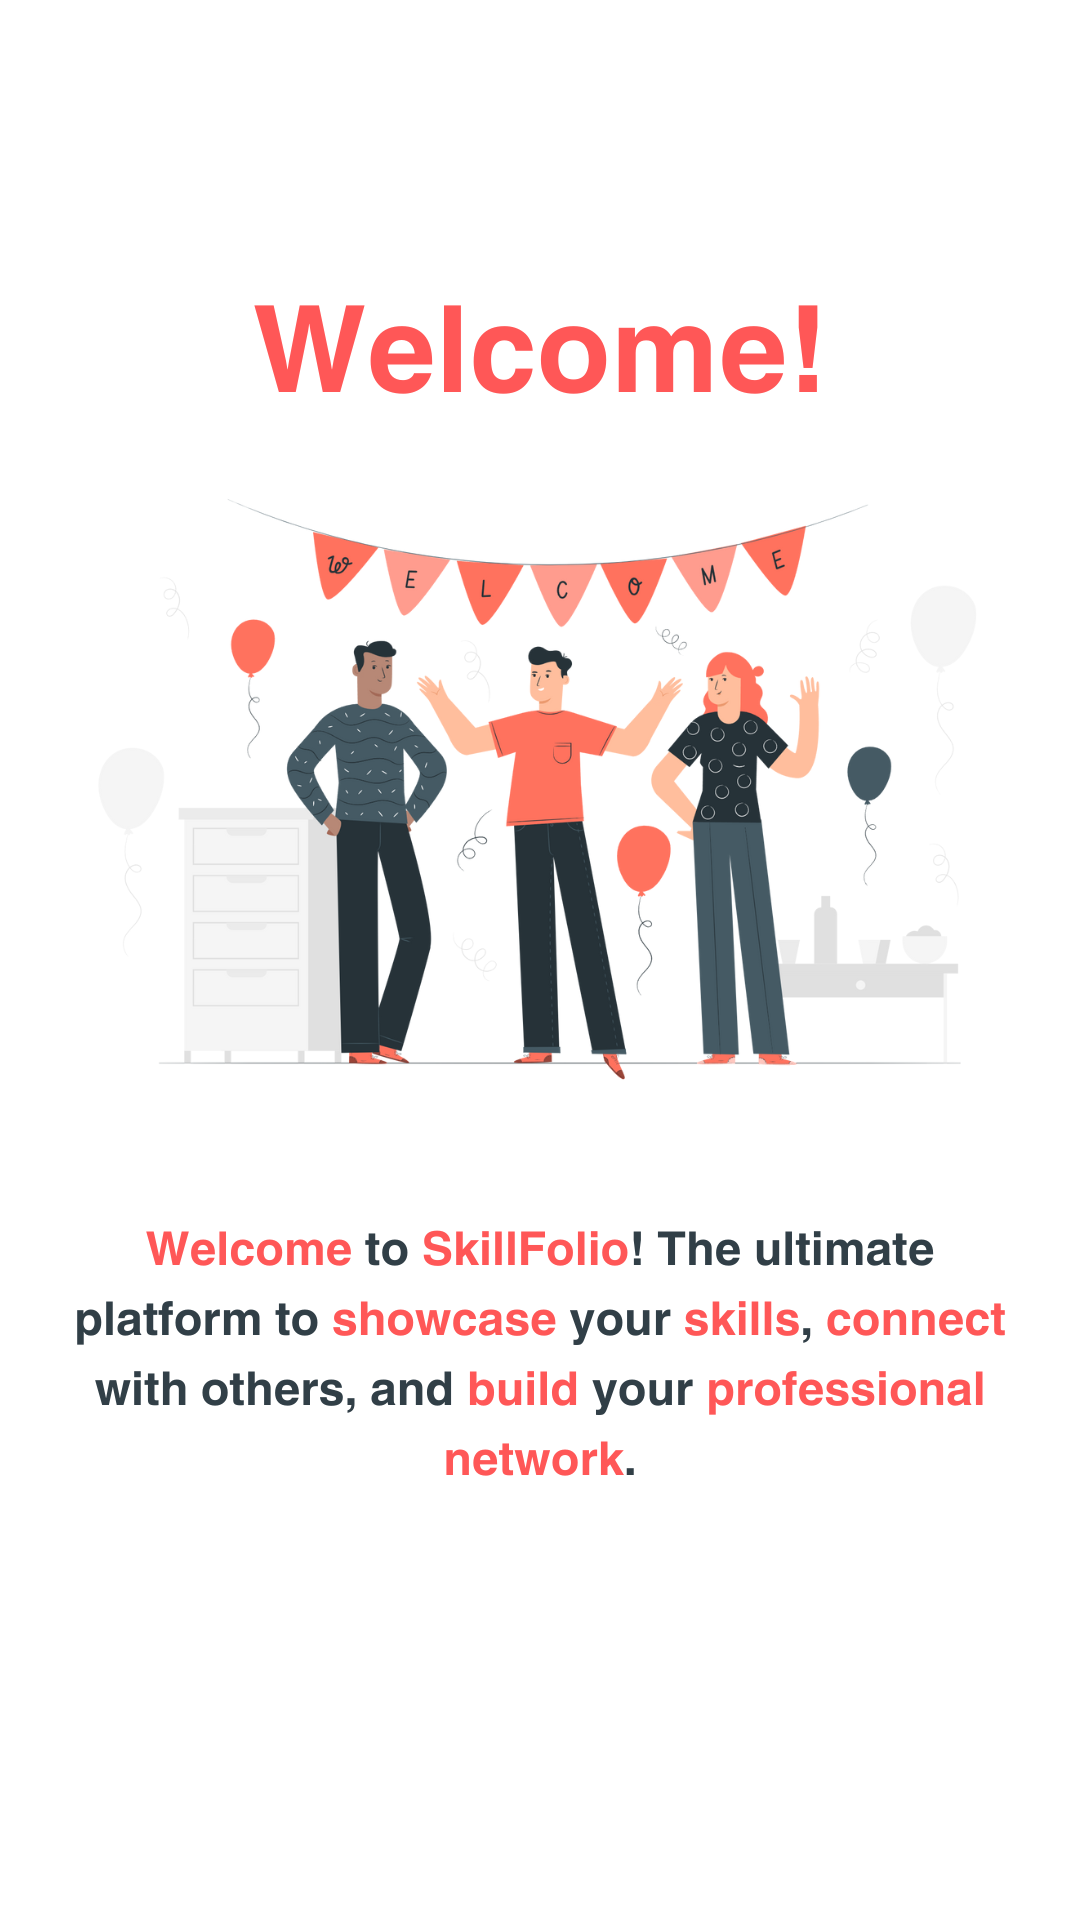 Welcome!
W E L C O M E
Welcome to SkillFolio! The ultimate
platform to showcase your skills, connect
with others, and build your professional
network.